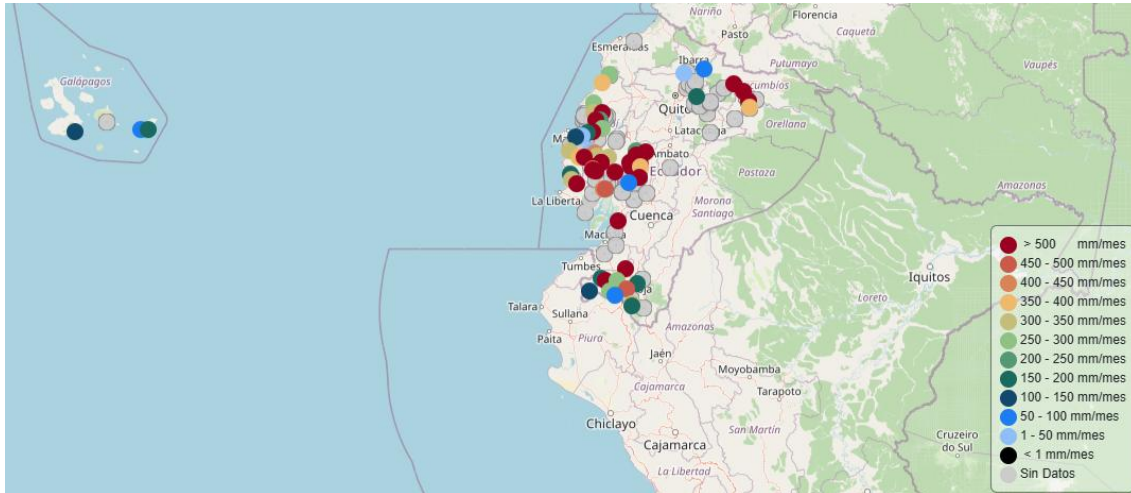 Florencia
Nariño
Esmeraldas
Pasto
Caquetá
Ibarra
Putumayo
Vaupés
Galápagos
Quito
Orellana
Latacunga
Ambato
Ecuador
Pastaza
Amazonas
La Libertad
Morona
Santiago
Cuenca
Machala
Tumbes
Iquitos
Loreto
Talara
Sullana
Amazonas
Paita
Piura
Jaén
Moyobamba
Cajamarca
Tarapoto
Chiclayo
San Martín
Cajamarca
La Libertad
Cruzeiro
do Sul
> 500 mm/mes
450 - 500 mm/mes
400 - 450 mm/mes
350 - 400 mm/mes
300 - 350 mm/mes
250 - 300 mm/mes
200 - 250 mm/mes
150 - 200 mm/mes
100 - 150 mm/mes
50 - 100 mm/mes
1 - 50 mm/mes
< 1 mm/mes
Sin Datos